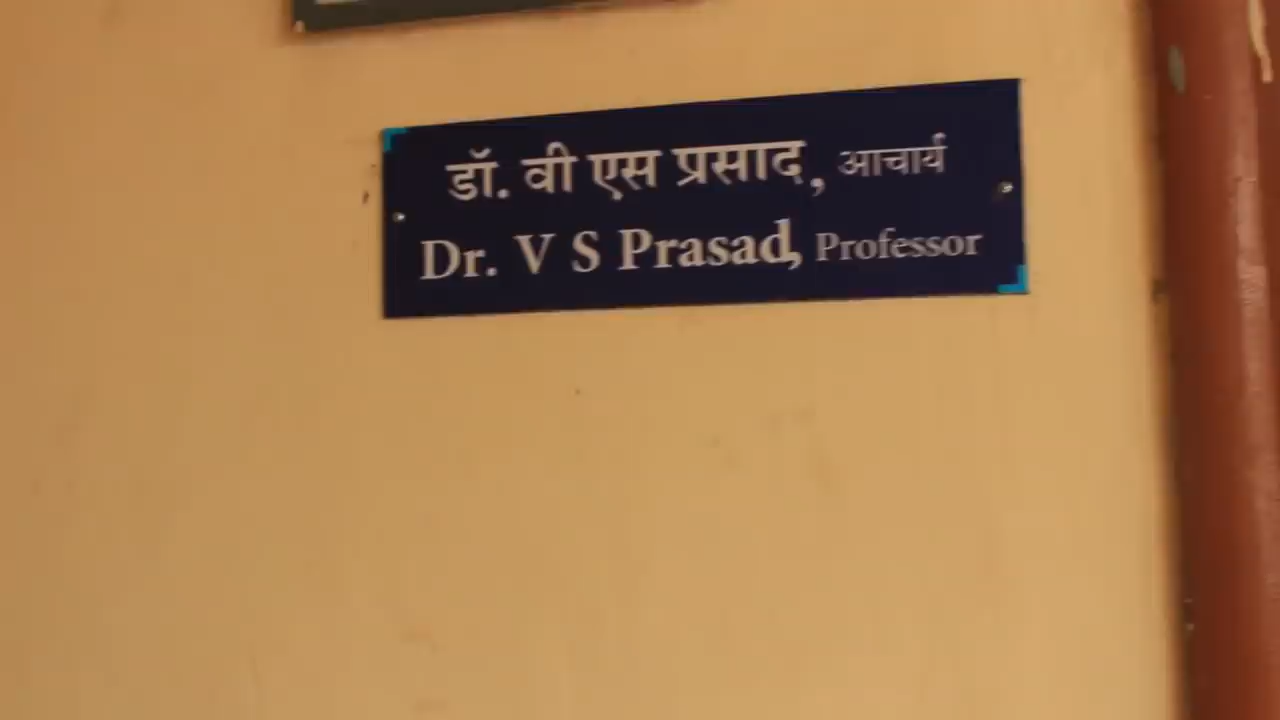 डॉ. वी एस प्रसाद, आचार्य
Dr. V S Prasad, Professor